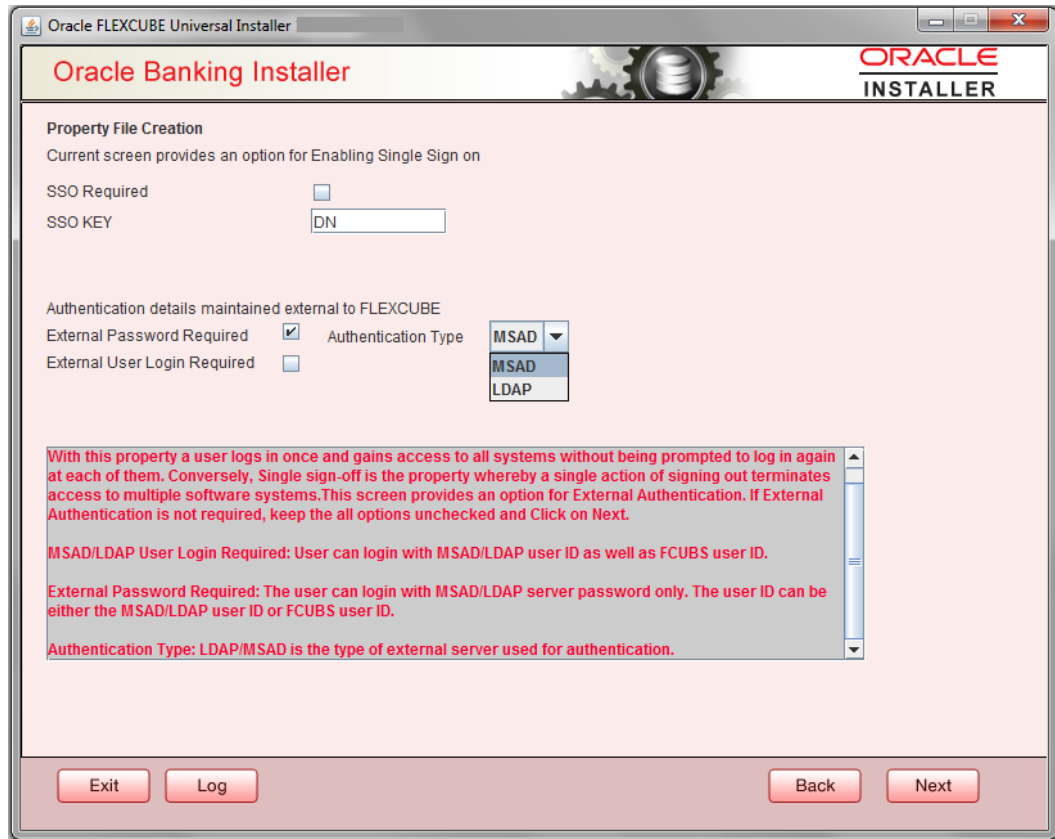 Oracle FLEXCUBE Universal Installer
Oracle Banking Installer
ORACLE
INSTALLER
Property File Creation
Current screen provides an option for Enabling Single Sign on
SSO Required
SSO KEY DN
Authentication details maintained external to FLEXCUBE
External Password Required Authentication Type MSAD
External User Login Required MSAD
LDAP
With this property a user logs in once and gains access to all systems without being prompted to log in again
at each of them. Conversely, Single sign-off is the property whereby a single action of signing out terminates
access to multiple software systems.This screen provides an option for External Authentication. If External
Authentication is not required, keep the all options unchecked and Click on Next.
MSAD/LDAP User Login Required: User can login with MSAD/LDAP user ID as well as FCUBS user ID.
External Password Required: The user can login with MSAD/LDAP server password only. The user ID can be
either the MSAD/LDAP user ID or FCUBS user ID.
Authentication Type: LDAP/MSAD is the type of external server used for authentication.
Exit Log Back Next